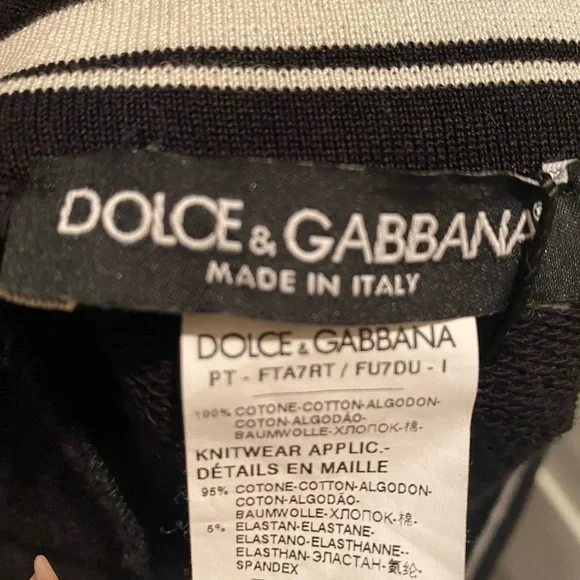 DOLCE & GABBANA
MADE IN ITALY
DOLCE & GABBANA
PT - FTA7RT / FU7DU - I
100% COTONE-COTTON-ALGODON-
COTON-ALGODÃO-
BAUMWOLLE-ХЛОПОК-棉-
KNITWEAR APPLIC.-
DÉTAILS EN MAILLE
95% COTONE-COTTON-ALGODON-
COTON-ALGODÃO-
BAUMWOLLE-ХЛОПОК-棉-
5% ELASTAN-ELASTANE-
ELASTANO-ELASTHANNE-
ELASTHAN-ЭЛАСТАН-氨纶-
SPANDEX